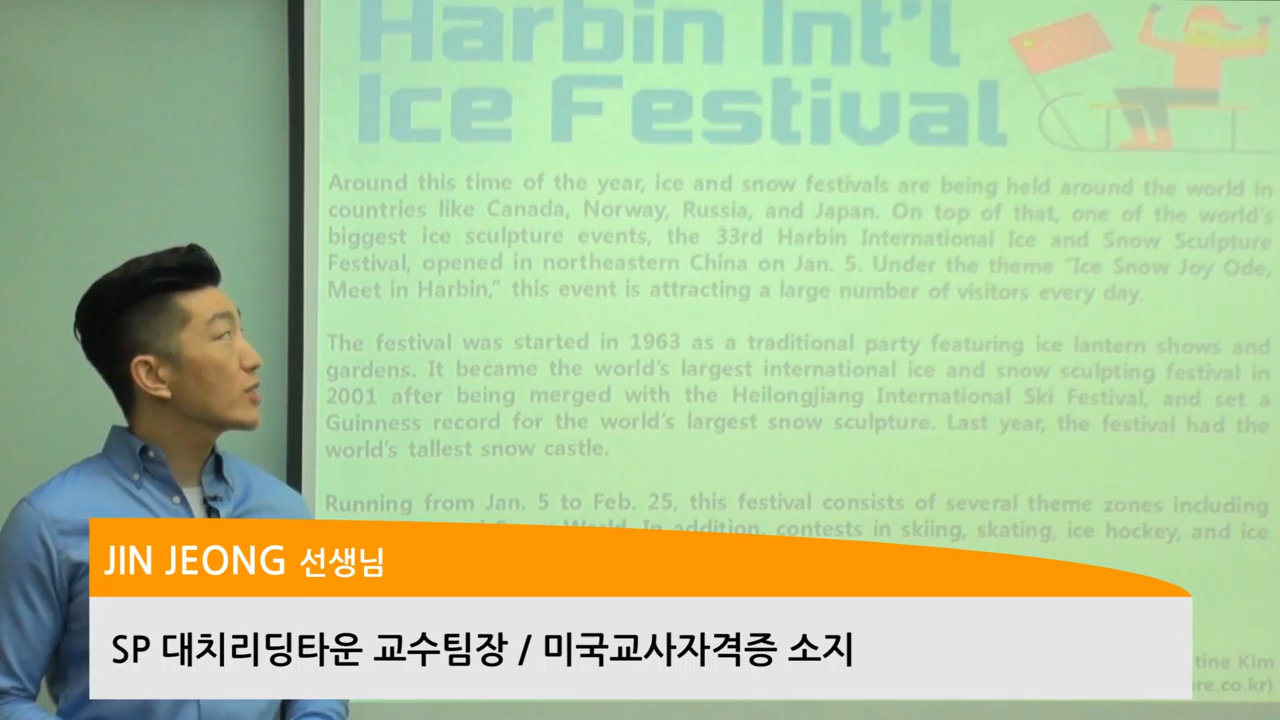 Harbin Int'l
Ice Festival
Around this time of the year, ice and snow festivals are being held around the world in
countries like Canada, Norway, Russia, and Japan. On top of that, one of the world's
biggest ice sculpture events, the 33rd Harbin International Ice and Snow Sculpture
Festival, opened in northeastern China on Jan. 5. Under the theme "Ice Snow Joy Ode,
Meet in Harbin," this event is attracting a large number of visitors every day.
The festival was started in 1963 as a traditional party featuring ice lantern shows and
gardens. It became the world's largest international ice and snow sculpting festival in
2001 after being merged with the Heilongjiang International Ski Festival, and set a
Guinness record for the world's largest snow sculpture. Last year, the festival had the
world's tallest snow castle.
Running from Jan. 5 to Feb. 25, this festival consists of several theme zones including
World. In addition, contests in skiing, skating, ice hockey, and ice
JIN JEONG 선생님
SP 대치리딩타운 교수팀장 / 미국교사자격증 소지
tine Kim
re.co.kr)